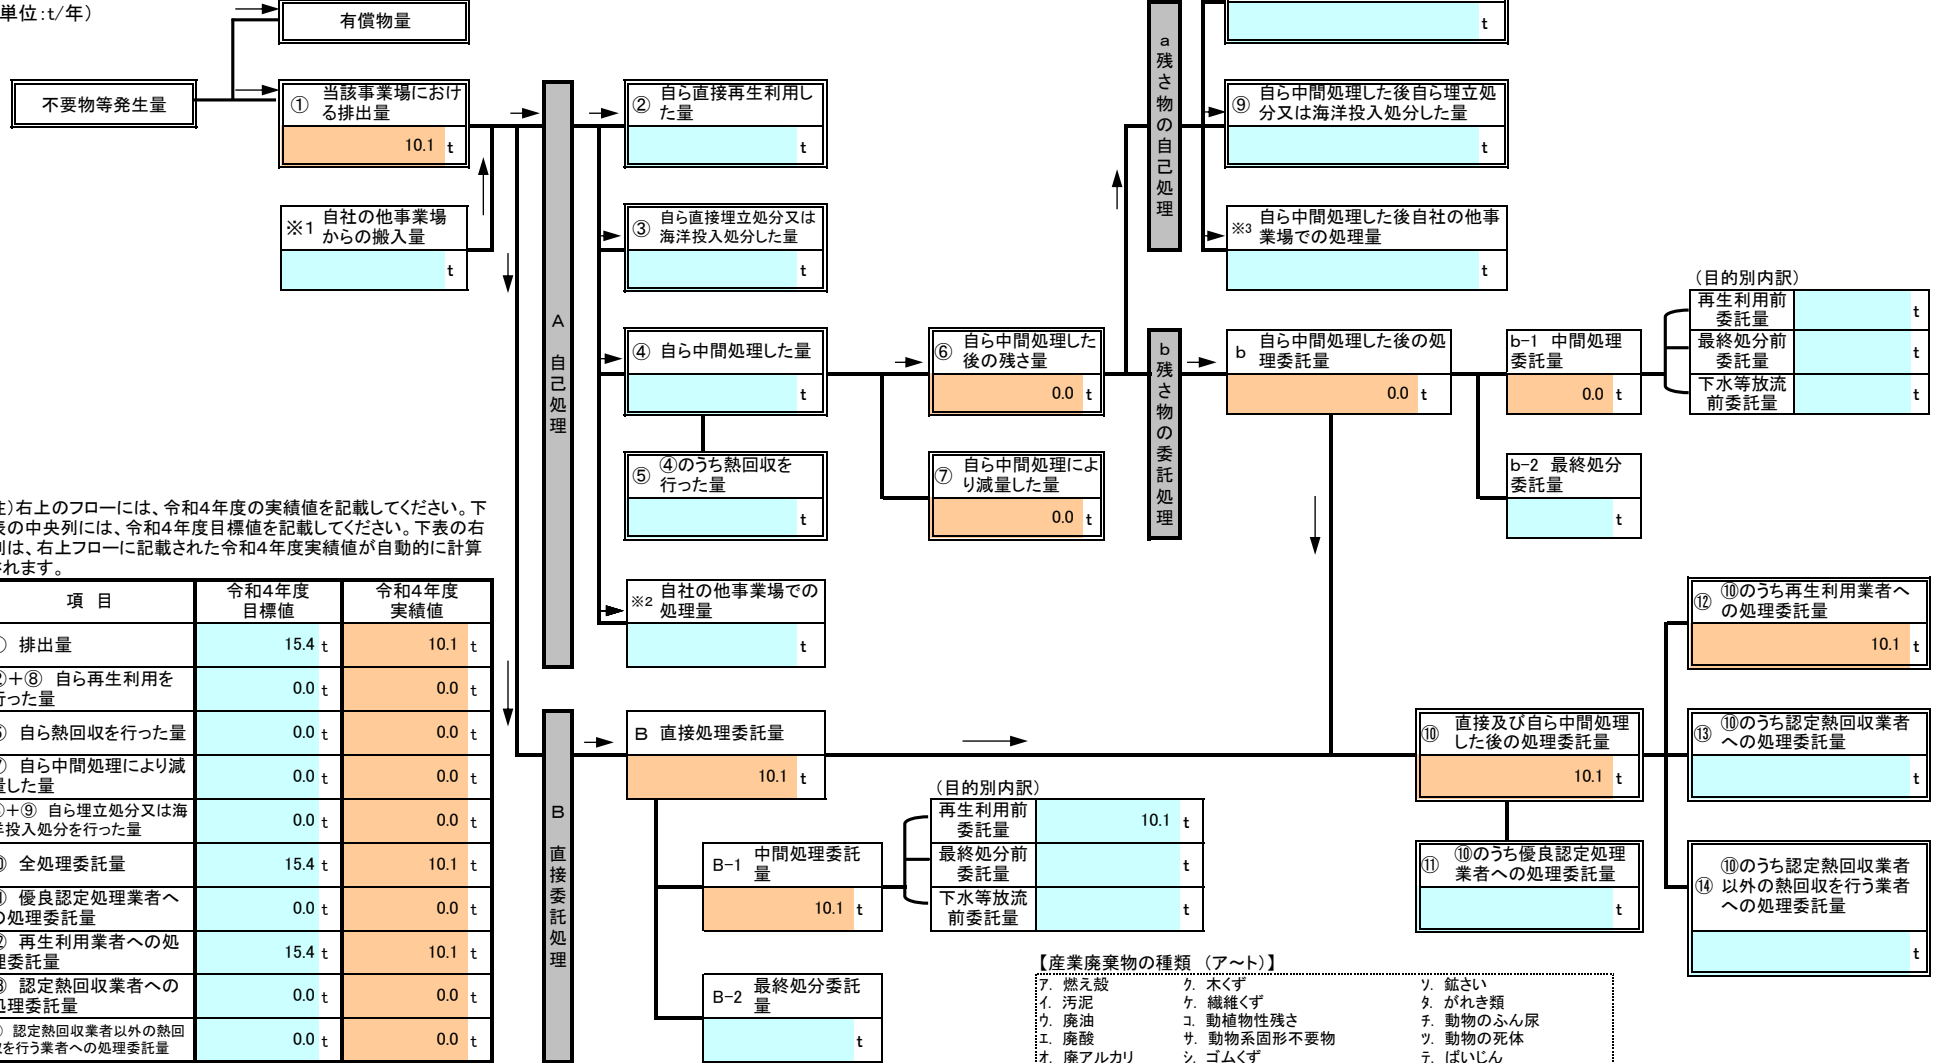 単位：t/年）
有償物量
不要物等発生量
① 当該事業場におけ
る排出量
10.1 t
※1 自社の他事業場
からの搬入量
t
A 自己処理
② 自ら直接再生利用し
た量
t
③ 自ら直接埋立処分又は
海洋投入処分した量
t
④ 自ら中間処理した量
t
⑤ ④のうち熱回収を
行った量
t
※2 自社の他事業場での
処理量
t
⑥ 自ら中間処理した
後の残さ量
0.0 t
⑦ 自ら中間処理によ
り減量した量
0.0 t
a 残さ物の自己処理
t
⑨ 自ら中間処理した後自ら埋立処
分又は海洋投入処分した量
t
※3 自ら中間処理した後自社の他事
業場での処理量
t
b 残さ物の委託処理
b 自ら中間処理した後の処
理委託量
0.0 t
b-1 中間処理
委託量
0.0 t
b-2 最終処分
委託量
t
（目的別内訳）
再生利用前
委託量
t
最終処分前
委託量
t
下水等放流
前委託量
t
）右上のフローには、令和４年度の実績値を記載してください。下
表の中央列には、令和４年度目標値を記載してください。下表の右
列は、右上フローに記載された令和４年度実績値が自動的に計算
されます。
項 目
令和４年度
目標値
令和４年度
実績値
排出量 15.4 t 10.1 t
＋⑧ 自ら再生利用を
行った量 0.0 t 0.0 t
自ら熱回収を行った量 0.0 t 0.0 t
自ら中間処理により減
量した量 0.0 t 0.0 t
＋⑨ 自ら埋立処分又は海
洋投入処分を行った量 0.0 t 0.0 t
全処理委託量 15.4 t 10.1 t
優良認定処理業者へ
の処理委託量 0.0 t 0.0 t
再生利用業者への処
理委託量 15.4 t 10.1 t
認定熱回収業者への
処理委託量 0.0 t 0.0 t
認定熱回収業者以外の熱回
収を行う業者への処理委託量 0.0 t 0.0 t
B 直接委託処理
B 直接処理委託量
10.1 t
B-1 中間処理委託
量
10.1 t
B-2 最終処分委託
量
t
（目的別内訳）
再生利用前
委託量
10.1 t
最終処分前
委託量
t
下水等放流
前委託量
t
⑩ 直接及び自ら中間処理
した後の処理委託量
10.1 t
⑪ ⑩のうち優良認定処理
業者への処理委託量
t
⑫ ⑩のうち再生利用業者へ
の処理委託量
10.1 t
⑬ ⑩のうち認定熱回収業者
への処理委託量
t
⑭ ⑩のうち認定熱回収業者
以外の熱回収を行う業者
への処理委託量
t
【産業廃棄物の種類 （ア～ト）】
ア. 燃え殻 ク. 木くず ソ. 鉱さい
イ. 汚泥 ケ. 繊維くず タ. がれき類
ウ. 廃油 コ. 動植物性残さ チ. 動物のふん尿
エ. 廃酸 サ. 動物系固形不要物 ツ. 動物の死体
オ. 廃アルカリ シ. ゴムくず テ. ばいじん